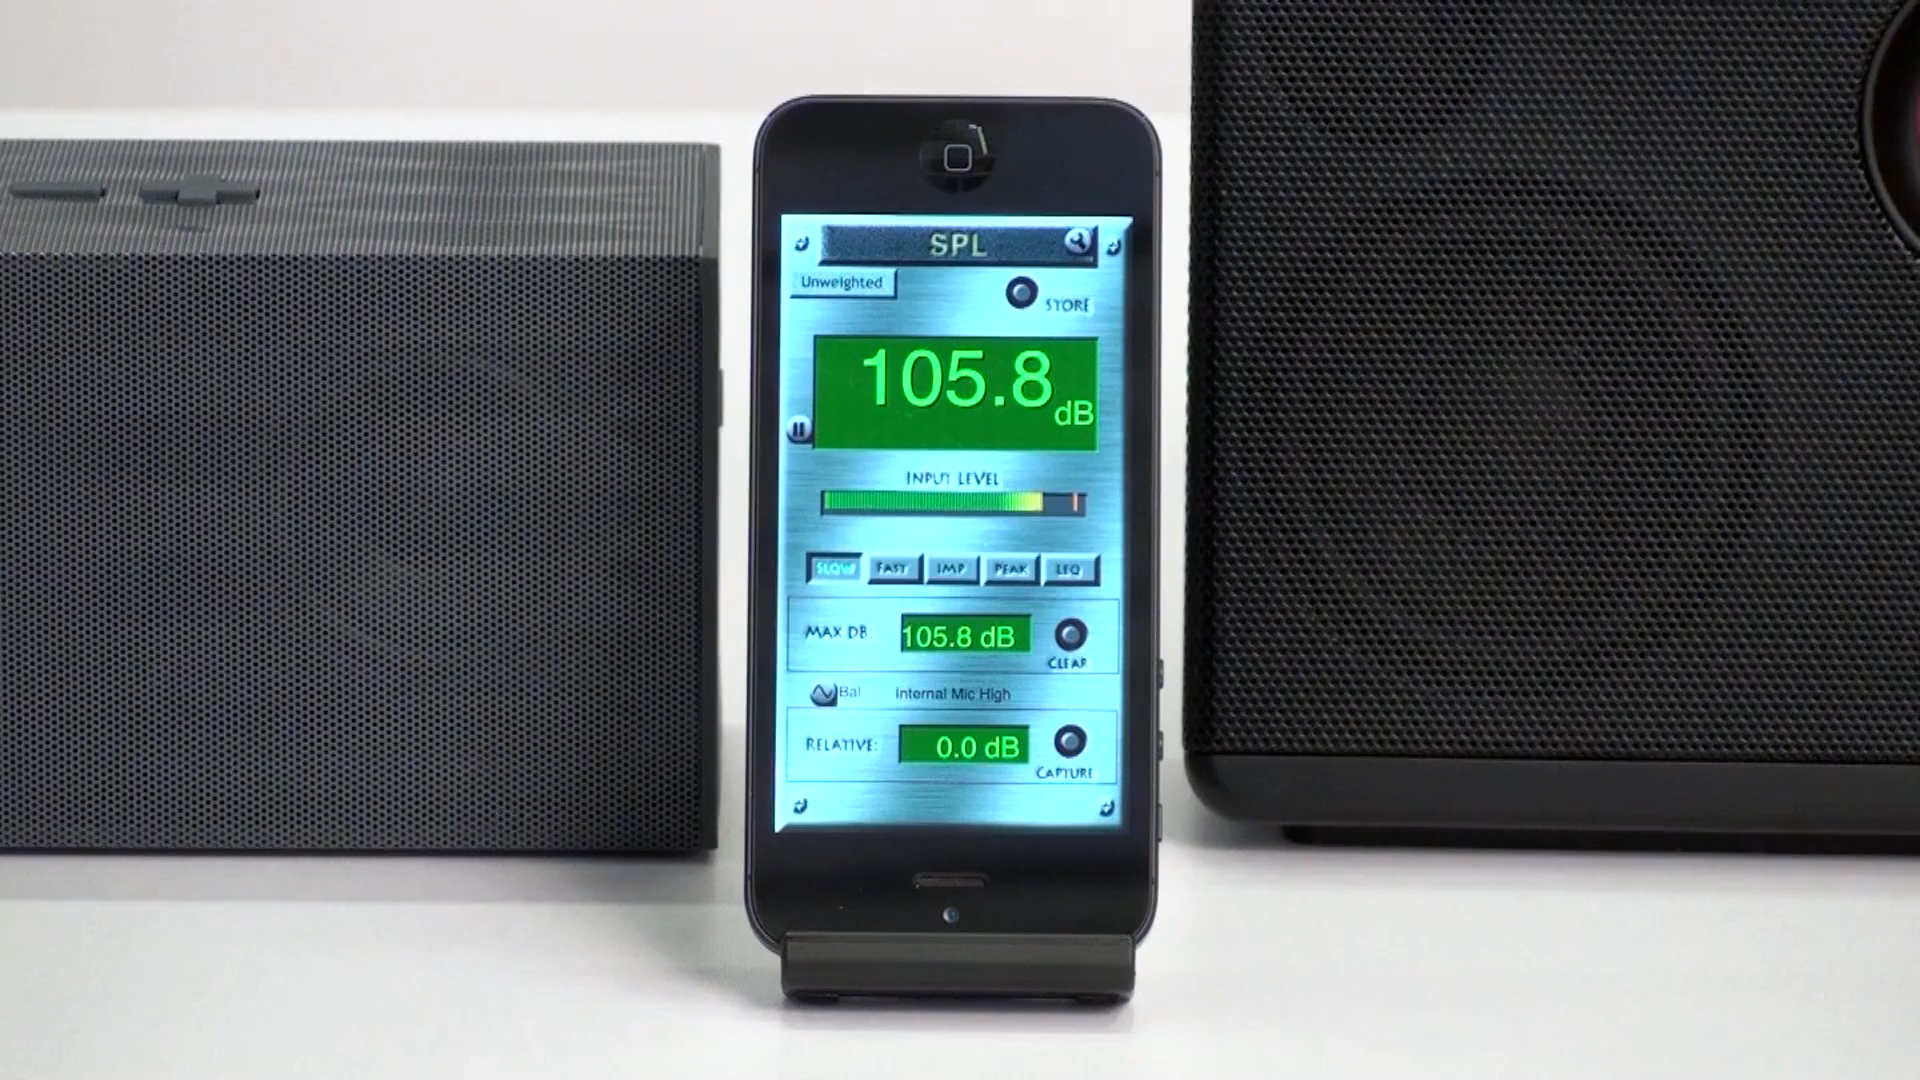 SPL
Unweighted
STORE
105.8 dB
INPUT LEVEL
SLOW FAST IMP PEAK LEQ
MAX DB: 105.8 dB
CLEAR
Bal Internal Mic High
RELATIVE: 0.0 dB
CAPTURE